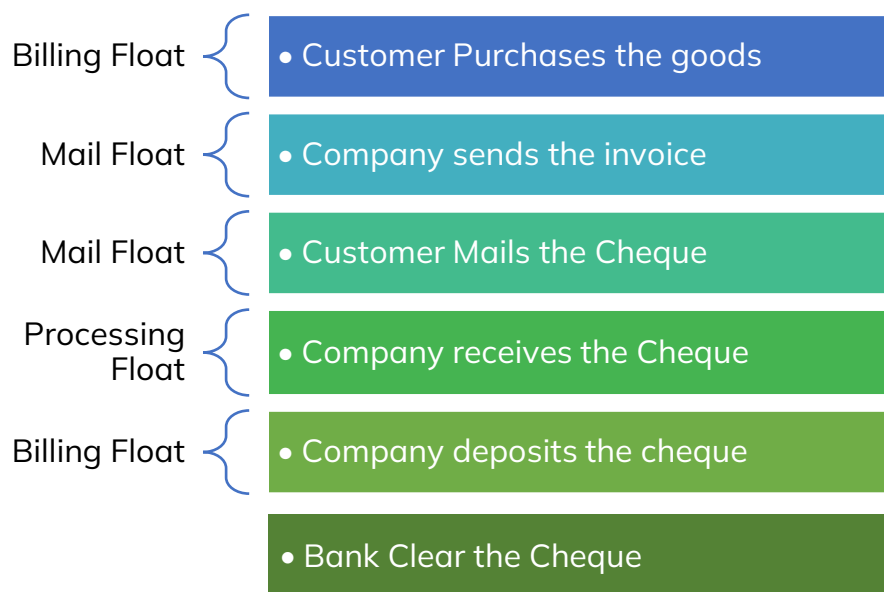 Billing Float
• Customer Purchases the goods
Mail Float
• Company sends the invoice
Mail Float
• Customer Mails the Cheque
Processing
Float
• Company receives the Cheque
Billing Float
• Company deposits the cheque
• Bank Clear the Cheque